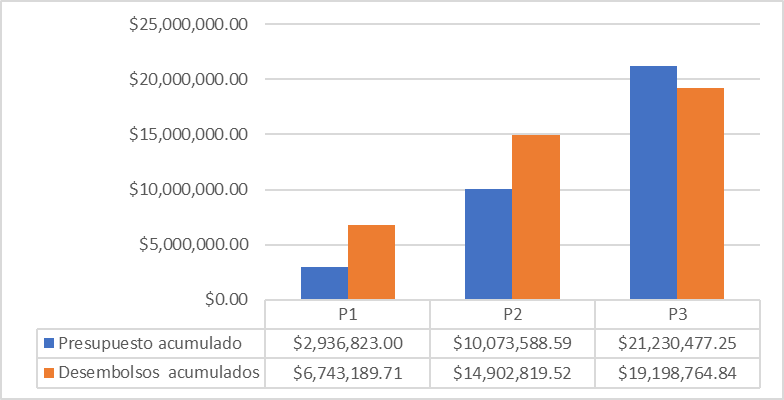 $25,000,000.00
$20,000,000.00
$15,000,000.00
$10,000,000.00
$5,000,000.00
$0.00
P1 P2 P3
Presupuesto acumulado $2,936,823.00 $10,073,588.59 $21,230,477.25
Desembolsos acumulados $6,743,189.71 $14,902,819.52 $19,198,764.84